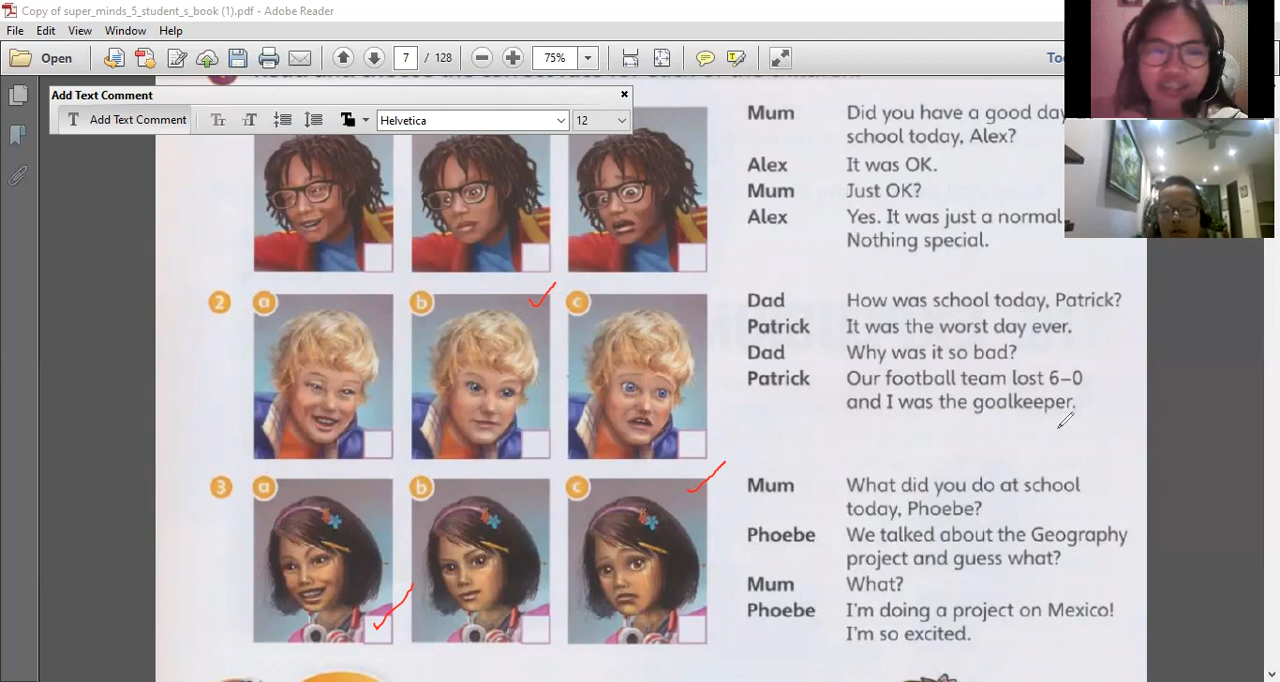 Copy of super_minds_5_student_s_book (1).pdf - Adobe Reader
File Edit View Window Help
Open 7 / 128 75%
Add Text Comment
Add Text Comment Helvetica 12
Mum Did you have a good day
school today, Alex?
Alex It was OK.
Mum Just OK?
Alex Yes. It was just a normal
Nothing special.
2 a b c
Dad How was school today, Patrick?
Patrick It was the worst day ever.
Dad Why was it so bad?
Patrick Our football team lost 6–0
and I was the goalkeeper.
3 a b c
Mum What did you do at school
today, Phoebe?
Phoebe We talked about the Geography
project and guess what?
Mum What?
Phoebe I'm doing a project on Mexico!
I'm so excited.